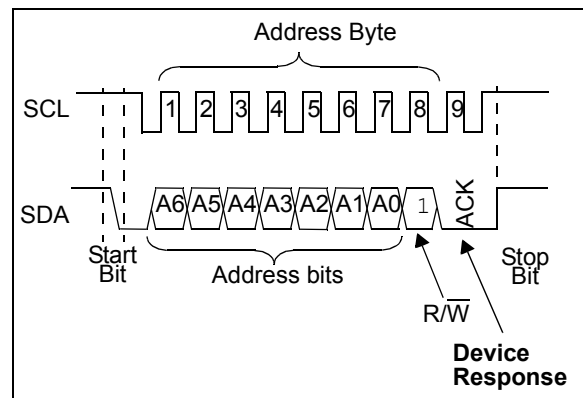 Address Byte
SCL 1 2 3 4 5 6 7 8 9
SDA A6 A5 A4 A3 A2 A1 A0 1 ACK
Start
Bit
Address bits
Stop
Bit
R/W̅
Device
Response